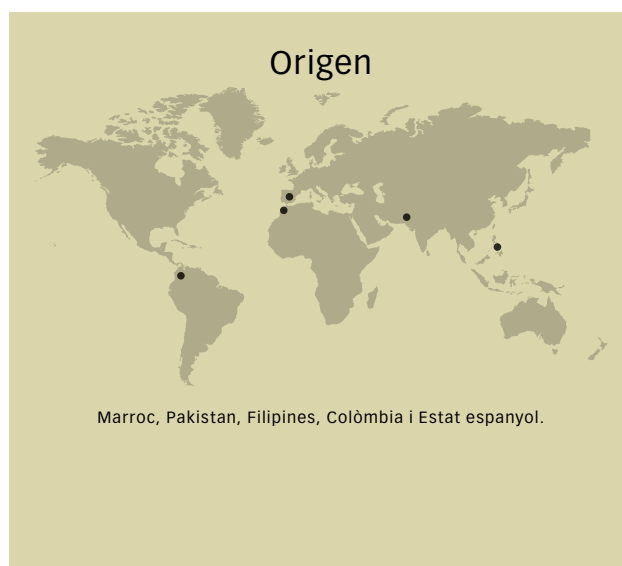 Origen
Marroc, Pakistan, Filipines, Colòmbia i Estat espanyol.